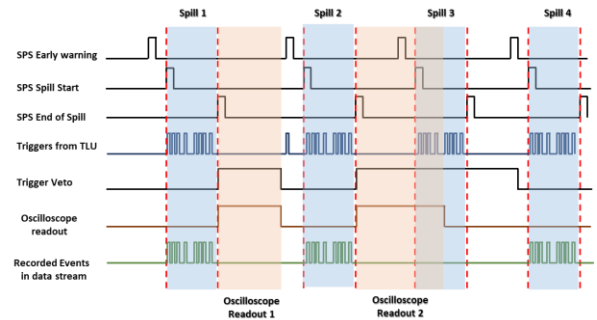 Spill 1
Spill 2
Spill 3
Spill 4
SPS Early warning
SPS Spill Start
SPS End of Spill
Triggers from TLU
Trigger Veto
Oscilloscope
readout
Recorded Events
in data stream
Oscilloscope
Readout 1
Oscilloscope
Readout 2